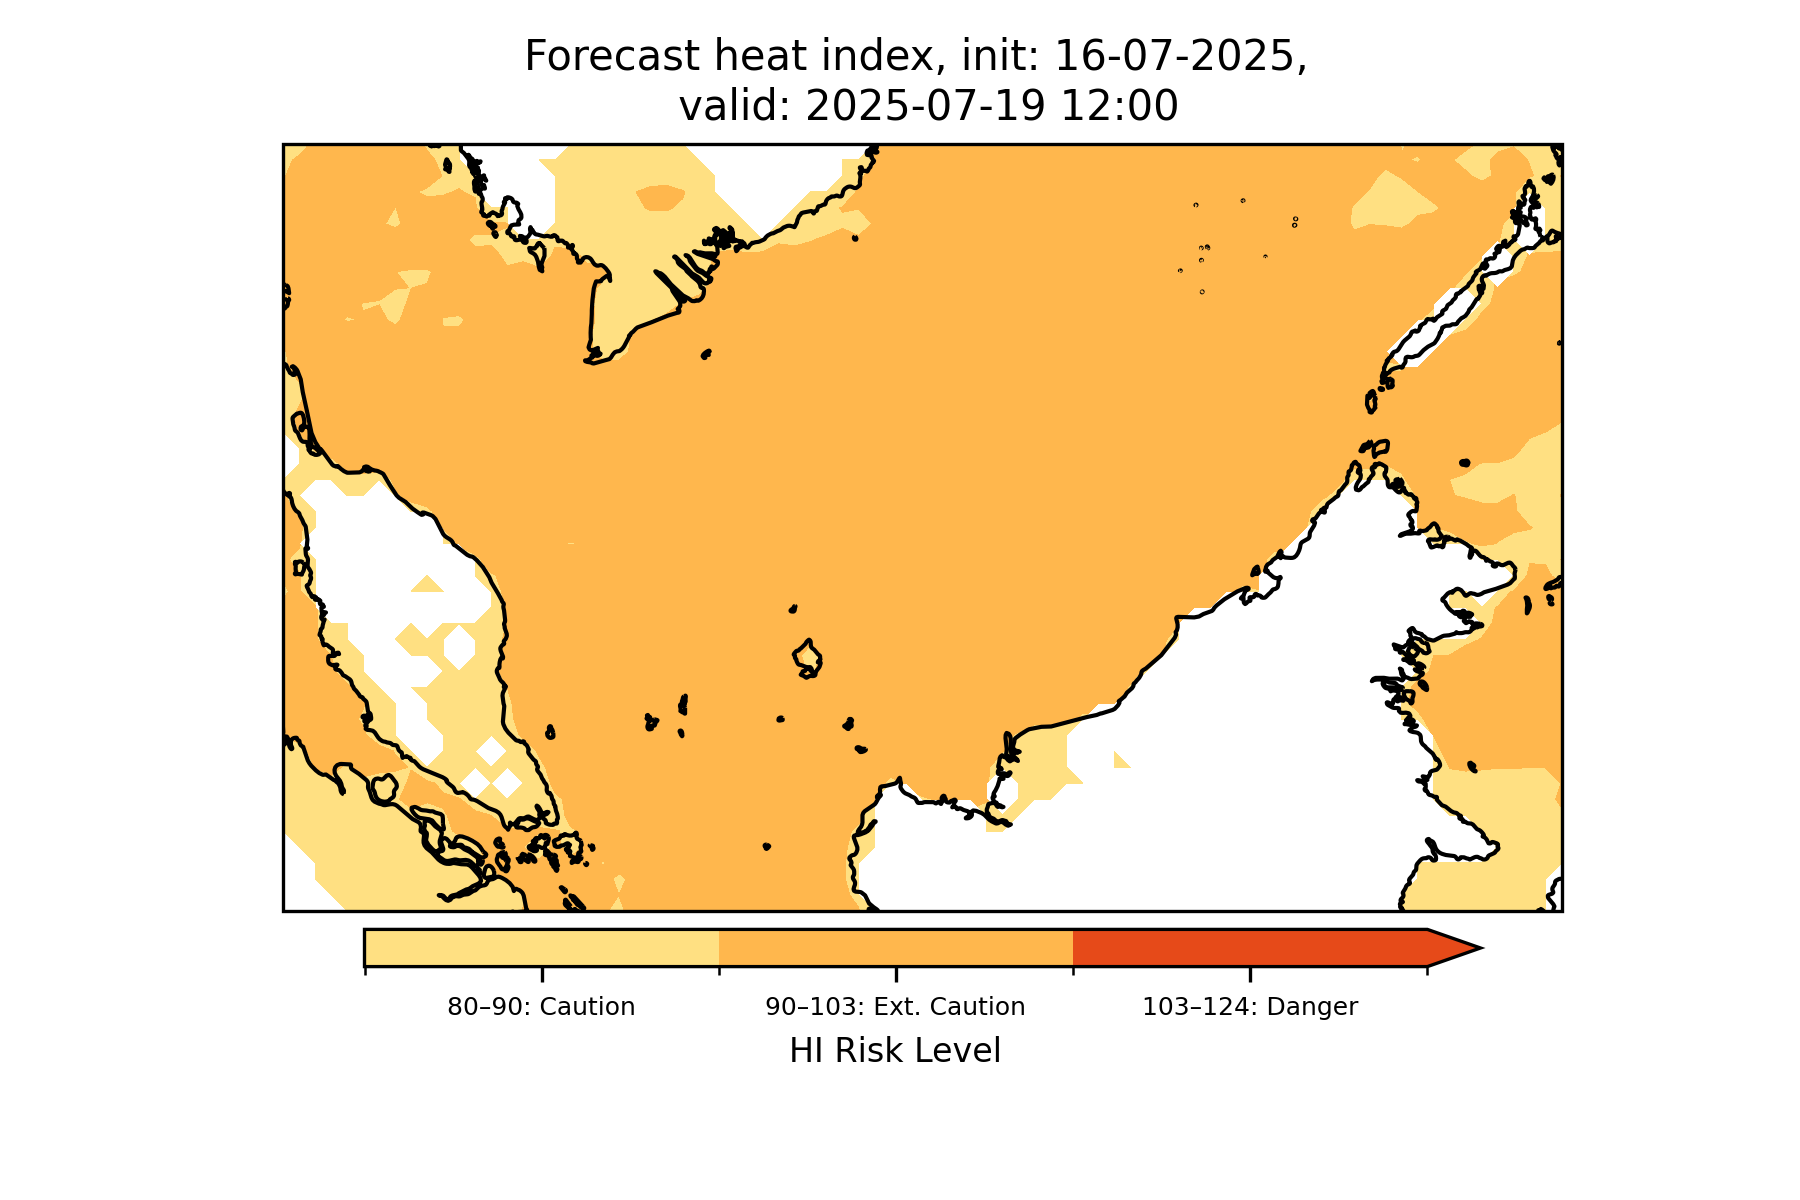 Forecast heat index, init: 16-07-2025,
valid: 2025-07-19 12:00
80–90: Caution
90–103: Ext. Caution
103–124: Danger
HI Risk Level